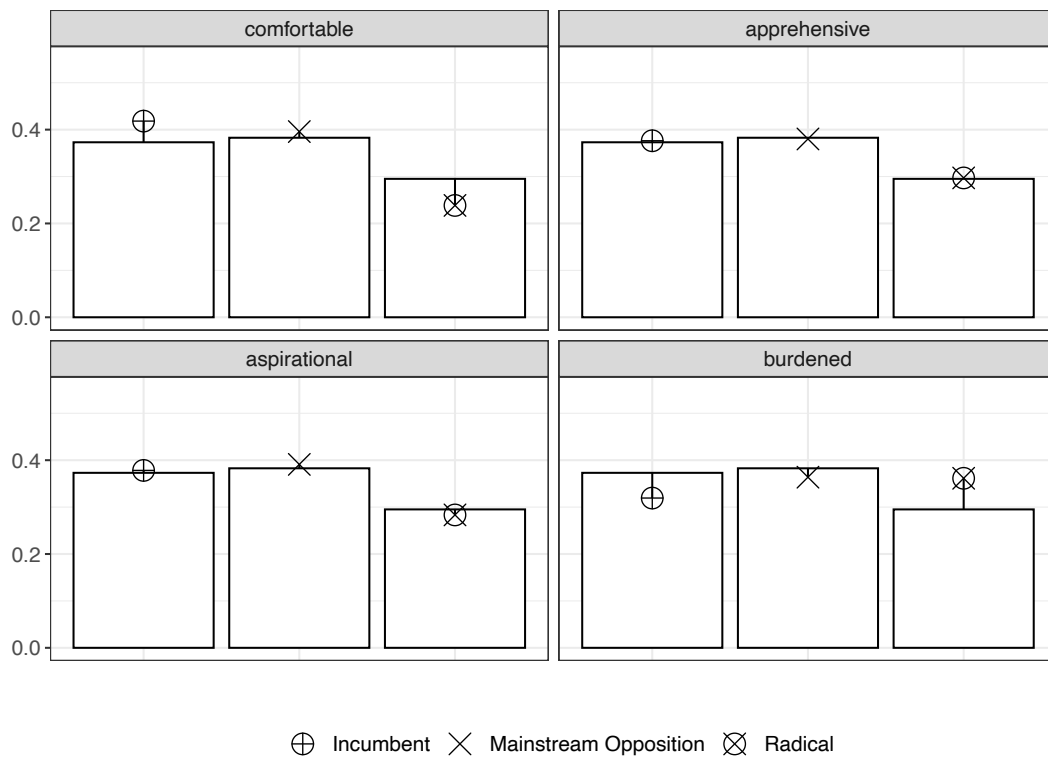 comfortable
apprehensive
0.4
0.2
0.0
aspirational
burdened
0.4
0.2
0.0
Incumbent Mainstream Opposition Radical